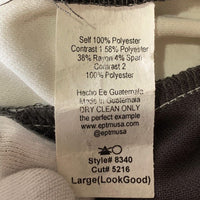 Self 100% Polyester
Contrast 1 58% Polyester
38% Rayon 4% Span
Contrast 2
100% Polyester
Hecho En Guatemala
Made In Guatemala
DRY CLEAN ONLY
the perfect example
www.eptmusa
Style# 8340
Cut# 5216
Large(LookGood)